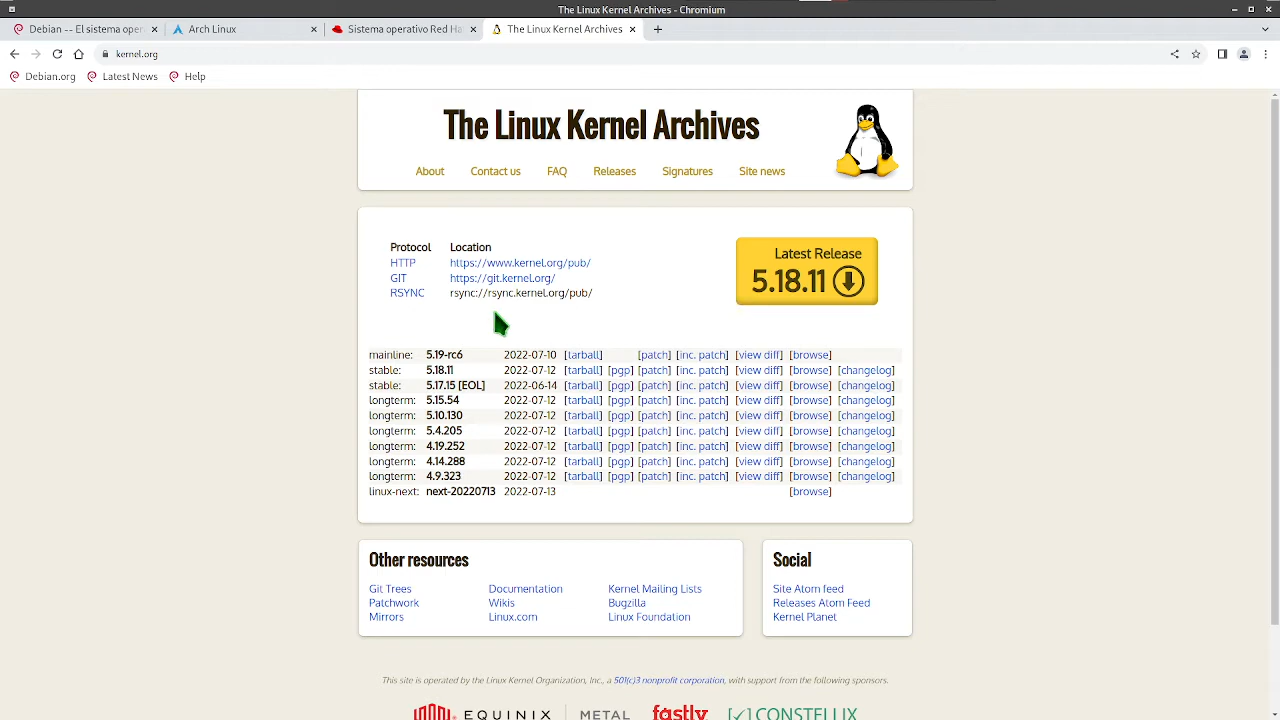 The Linux Kernel Archives - Chromium
Debian -- El sistema oper
Arch Linux
Sistema operativo Red Ha
The Linux Kernel Archives
kernel.org
Debian.org Latest News Help
The Linux Kernel Archives
About Contact us FAQ Releases Signatures Site news
Protocol Location
HTTP https://www.kernel.org/pub/
GIT https://git.kernel.org/
RSYNC rsync://rsync.kernel.org/pub/
Latest Release
5.18.11
mainline: 5.19-rc6 2022-07-10 [tarball] [patch] [inc. patch] [view diff] [browse]
stable: 5.18.11 2022-07-12 [tarball] [pgp] [patch] [inc. patch] [view diff] [browse] [changelog]
stable: 5.17.15 [EOL] 2022-06-14 [tarball] [pgp] [patch] [inc. patch] [view diff] [browse] [changelog]
longterm: 5.15.54 2022-07-12 [tarball] [pgp] [patch] [inc. patch] [view diff] [browse] [changelog]
longterm: 5.10.130 2022-07-12 [tarball] [pgp] [patch] [inc. patch] [view diff] [browse] [changelog]
longterm: 5.4.205 2022-07-12 [tarball] [pgp] [patch] [inc. patch] [view diff] [browse] [changelog]
longterm: 4.19.252 2022-07-12 [tarball] [pgp] [patch] [inc. patch] [view diff] [browse] [changelog]
longterm: 4.14.288 2022-07-12 [tarball] [pgp] [patch] [inc. patch] [view diff] [browse] [changelog]
longterm: 4.9.323 2022-07-12 [tarball] [pgp] [patch] [inc. patch] [view diff] [browse] [changelog]
linux-next: next-20220713 2022-07-13 [browse]
Other resources
Git Trees Documentation Kernel Mailing Lists
Patchwork Wikis Bugzilla
Mirrors Linux.com Linux Foundation
Social
Site Atom feed
Releases Atom Feed
Kernel Planet
This site is operated by the Linux Kernel Organization, Inc., a 501(c)3 nonprofit corporation, with support from the following sponsors.
EQUINIX METAL fastly CONSTELLIX